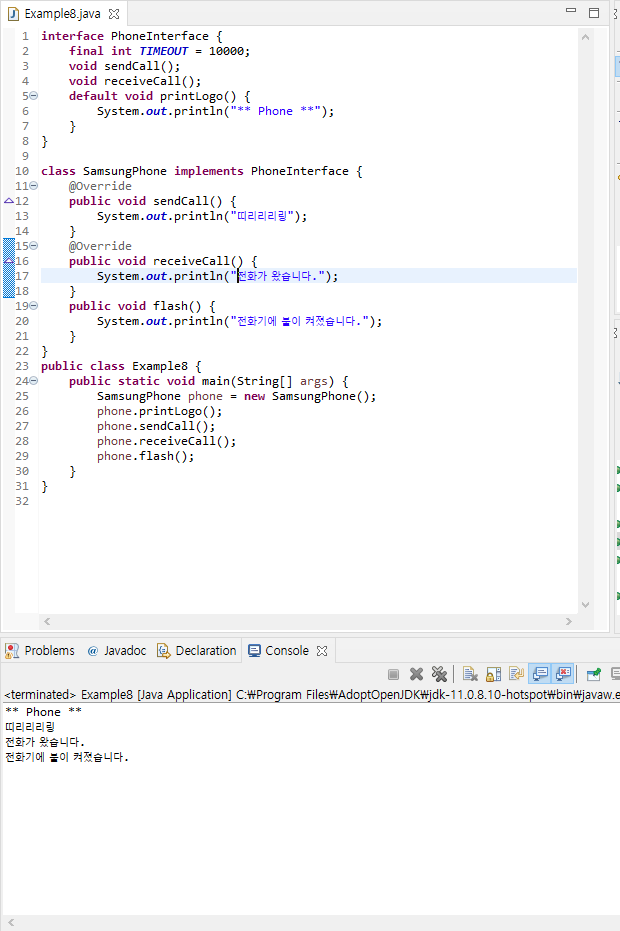 Example8.java
1 interface PhoneInterface {
2     final int TIMEOUT = 10000;
3     void sendCall();
4     void receiveCall();
5     default void printLogo() {
6         System.out.println("** Phone **");
7     }
8 }
9
10 class SamsungPhone implements PhoneInterface {
11     @Override
12     public void sendCall() {
13         System.out.println("띠리리리링");
14     }
15     @Override
16     public void receiveCall() {
17         System.out.println("전화가 왔습니다.");
18     }
19     public void flash() {
20         System.out.println("전화기에 불이 켜졌습니다.");
21     }
22 }
23 public class Example8 {
24     public static void main(String[] args) {
25         SamsungPhone phone = new SamsungPhone();
26         phone.printLogo();
27         phone.sendCall();
28         phone.receiveCall();
29         phone.flash();
30     }
31 }
32
Problems @ Javadoc Declaration Console
<terminated> Example8 [Java Application] C:₩Program Files₩AdoptOpenJDK₩jdk-11.0.8.10-hotspot₩bin₩javaw.e
** Phone **
띠리리리링
전화가 왔습니다.
전화기에 불이 켜졌습니다.